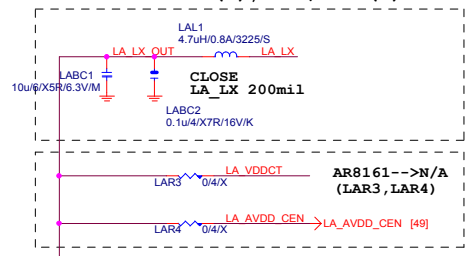 LAL1
4.7uH/0.8A/3225/S
LA_LX_OUT
LA_LX
LABC1
10u/6/X5R/6.3V/M
CLOSE
LA_LX 200mil
LABC2
0.1u/4/X7R/16V/K
LA_VDDCT
LAR3
0/4/X
AR8161-->N/A
(LAR3,LAR4)
LA_AVDD_CEN
LAR4
0/4/X
LA_AVDD_CEN [49]